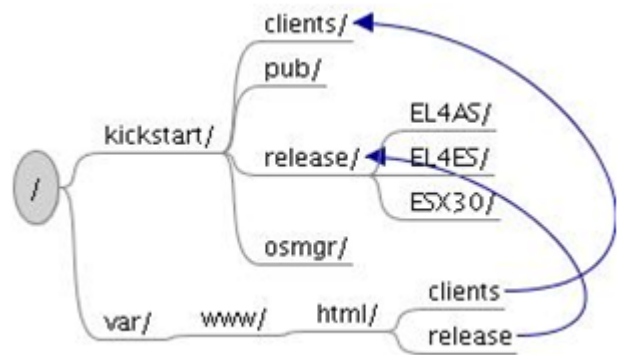 clients/
pub/
EL4AS/
kickstart/
release/
EL4ES/
/
ESX30/
osmgr/
clients
var/
www/
html/
release